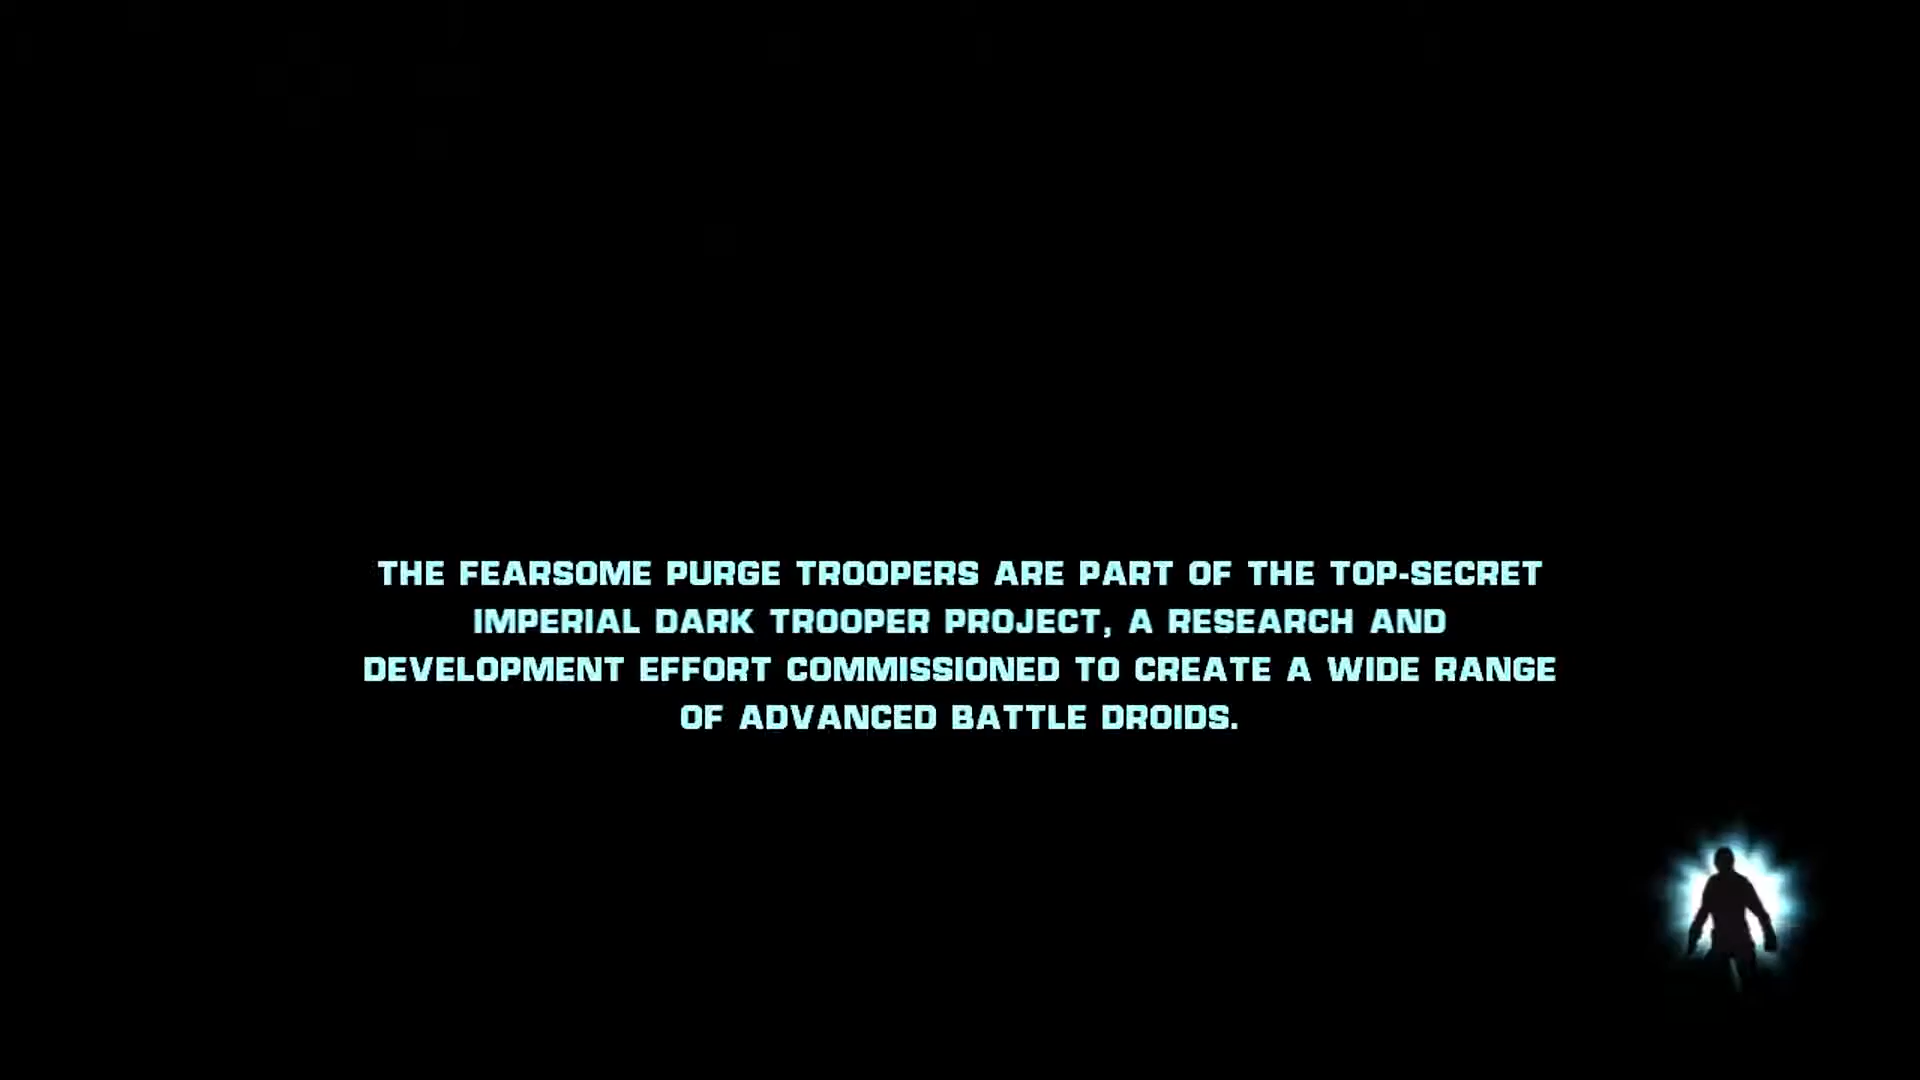 THE FEARSOME PURGE TROOPERS ARE PART OF THE TOP-SECRET
IMPERIAL DARK TROOPER PROJECT, A RESEARCH AND
DEVELOPMENT EFFORT COMMISSIONED TO CREATE A WIDE RANGE
OF ADVANCED BATTLE DROIDS.